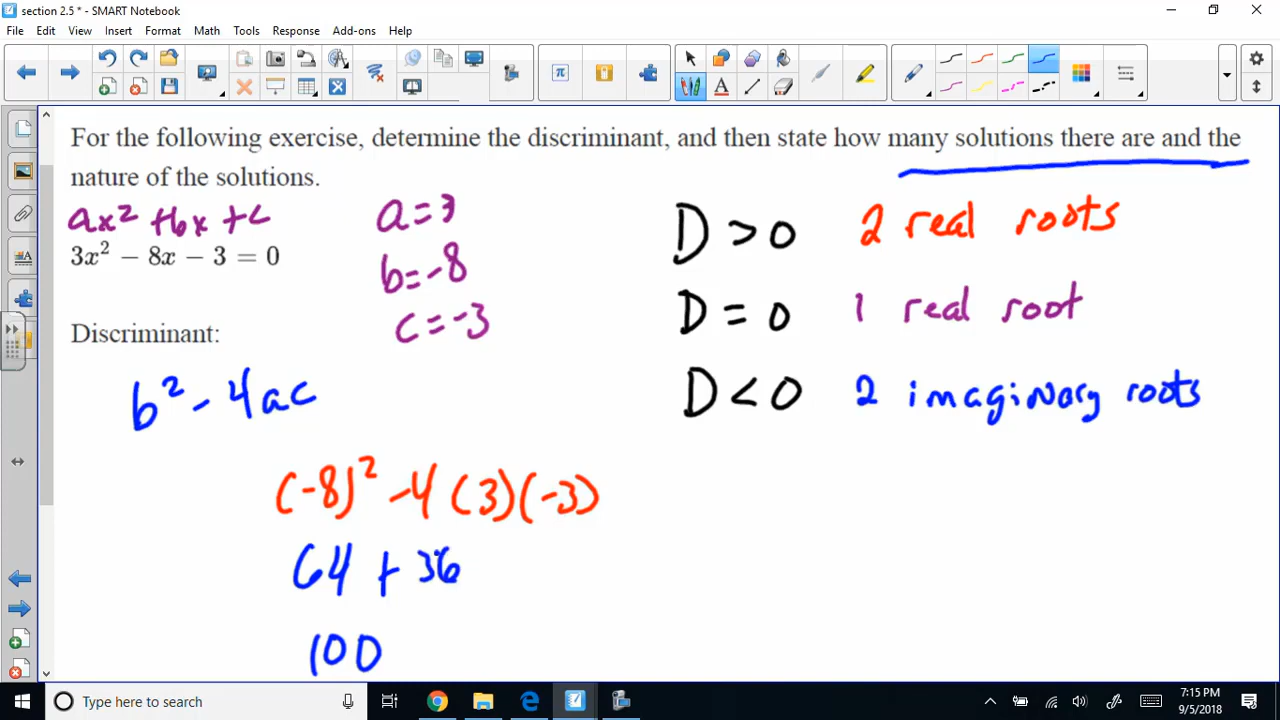 section 2.5 * - SMART Notebook
File Edit View Insert Format Math Tools Response Add-ons Help
π
A
For the following exercise, determine the discriminant, and then state how many solutions there are and the
nature of the solutions.
ax² + bx + c
3x² − 8x − 3 = 0
a = 3
b = -8
c = -3
Discriminant:
b² - 4ac
(-8)² - 4(3)(-3)
64 + 36
100
D > 0 2 real roots
D = 0 1 real root
D < 0 2 imaginary roots
Type here to search
7:15 PM
9/5/2018